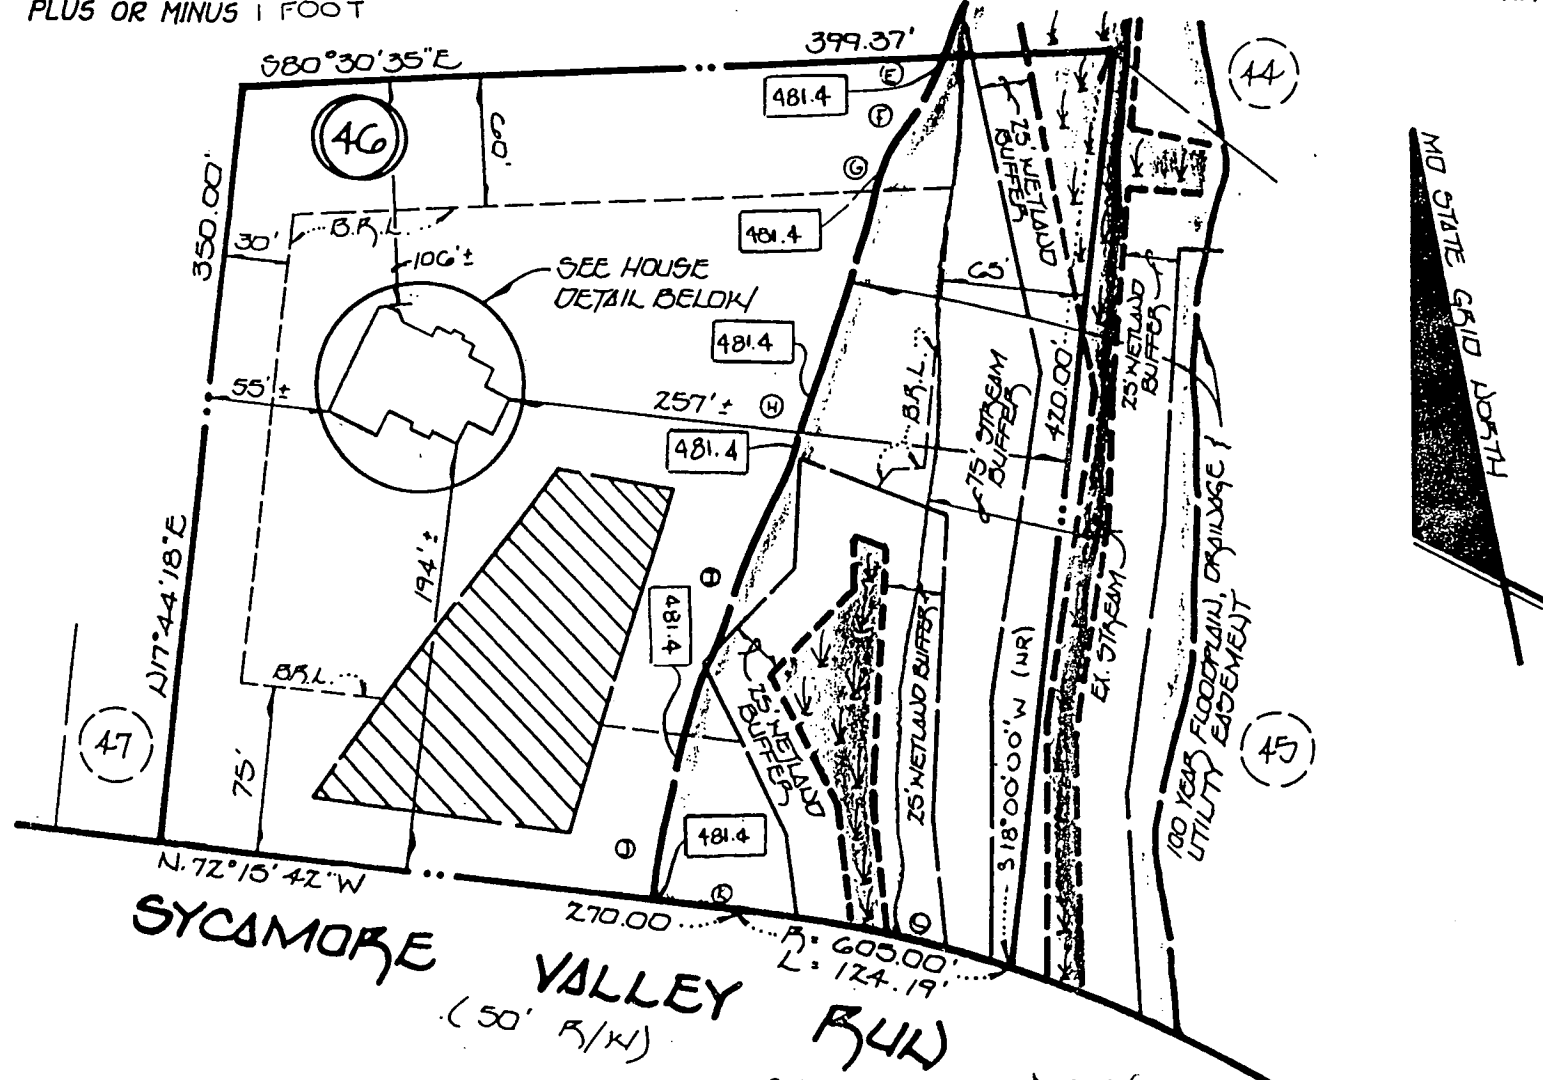 PLUS OR MINUS 1 FOOT
S80°30'35"E
399.37'
E
44
481.4
F
46
60'
G
25' WETLAND
BUFFER
MD STATE GRID NORTH
350.00'
B.R.L.
481.4
30'
106'±
SEE HOUSE
DETAIL BELOW
65'
25' WETLAND
BUFFER
481.4
B.R.L.
75' STREAM
BUFFER
420.00'
55'±
257'±
H
481.4
N17°44'18"E
194'±
481.4
25' WETLAND BUFFER
S18°00'00"W (NR)
EX. STREAM
100 YEAR FLOODPLAIN, DRAINAGE &
UTILITY EASEMENT
B.R.L.
25' WETLAND
BUFFER
47
75'
45
481.4
J
K
L
N.72°15'42"W
270.00
R= 605.00'
L= 124.19'
SYCAMORE VALLEY RUN
(50' R/W)